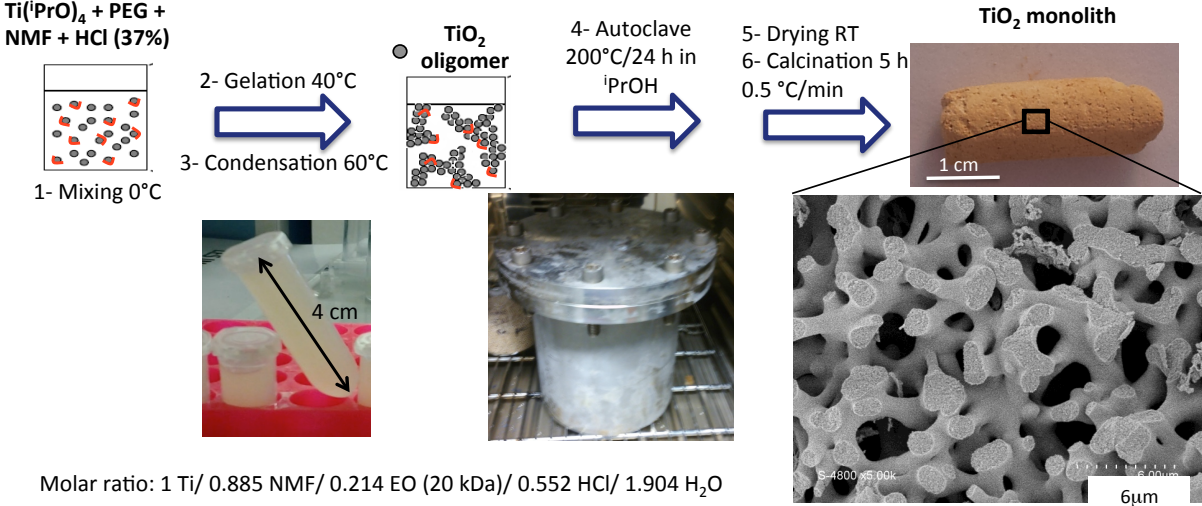 Ti(ⁱPrO)₄ + PEG +
NMF + HCl (37%)
1- Mixing 0°C
2- Gelation 40°C
3- Condensation 60°C
TiO₂
oligomer
4- Autoclave
200°C/24 h in
ⁱPrOH
5- Drying RT
6- Calcination 5 h
0.5 °C/min
TiO₂ monolith
1 cm
4 cm
S-4800 x5.00k
6.00µm
6µm
Molar ratio: 1 Ti/ 0.885 NMF/ 0.214 EO (20 kDa)/ 0.552 HCl/ 1.904 H₂O